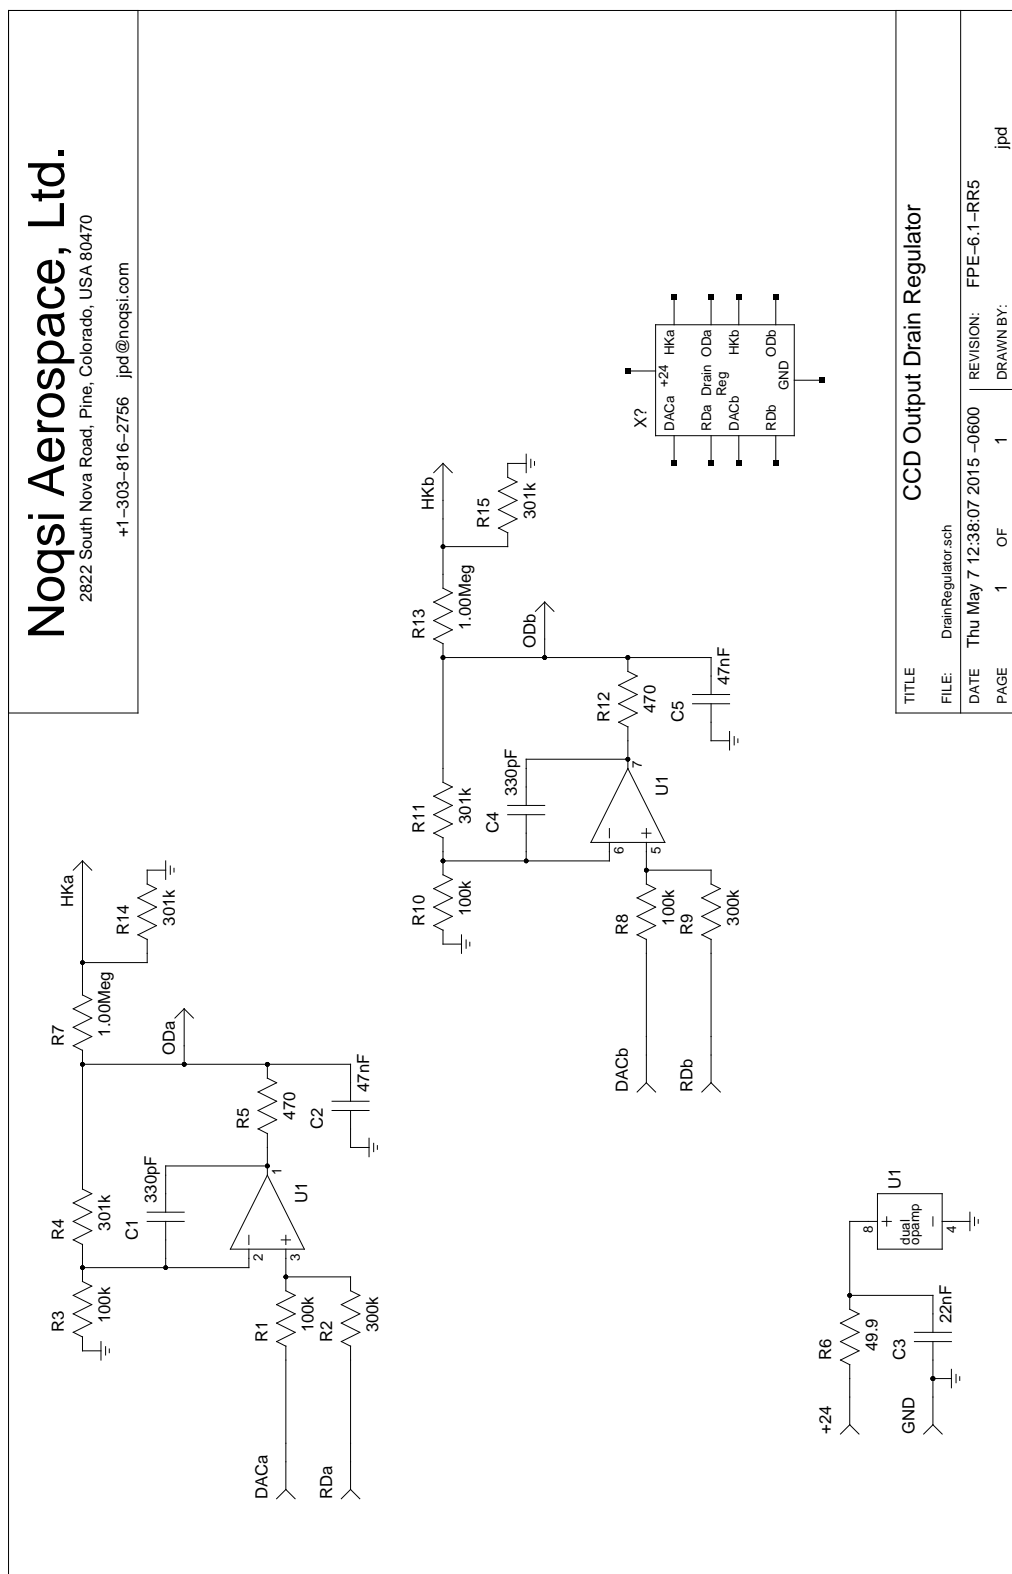 Noqsi Aerospace, Ltd.
2822 South Nova Road, Pine, Colorado, USA 80470
+1−303−816−2756 jpd@noqsi.com
R3
100k
R4
301k
R7
1.00Meg
HKa
R14
301k
C1
330pF
ODa
2
3
1
U1
R5
470
C2
47nF
DACa
R1
100k
RDa
R2
300k
R10
100k
R11
301k
R13
1.00Meg
HKb
R15
301k
C4
330pF
ODb
6
5
7
U1
R12
470
C5
47nF
DACb
R8
100k
RDb
R9
300k
X?
DACa +24 HKa
RDa Drain ODa
Reg
DACb HKb
RDb GND ODb
+24
R6
49.9
GND
C3
22nF
U1
8
dual
opamp
4
TITLE
CCD Output Drain Regulator
FILE: DrainRegulator.sch
REVISION: FPE−6.1−RR5
DATE Thu May 7 12:38:07 2015 −0600
PAGE 1 OF 1
DRAWN BY: jpd